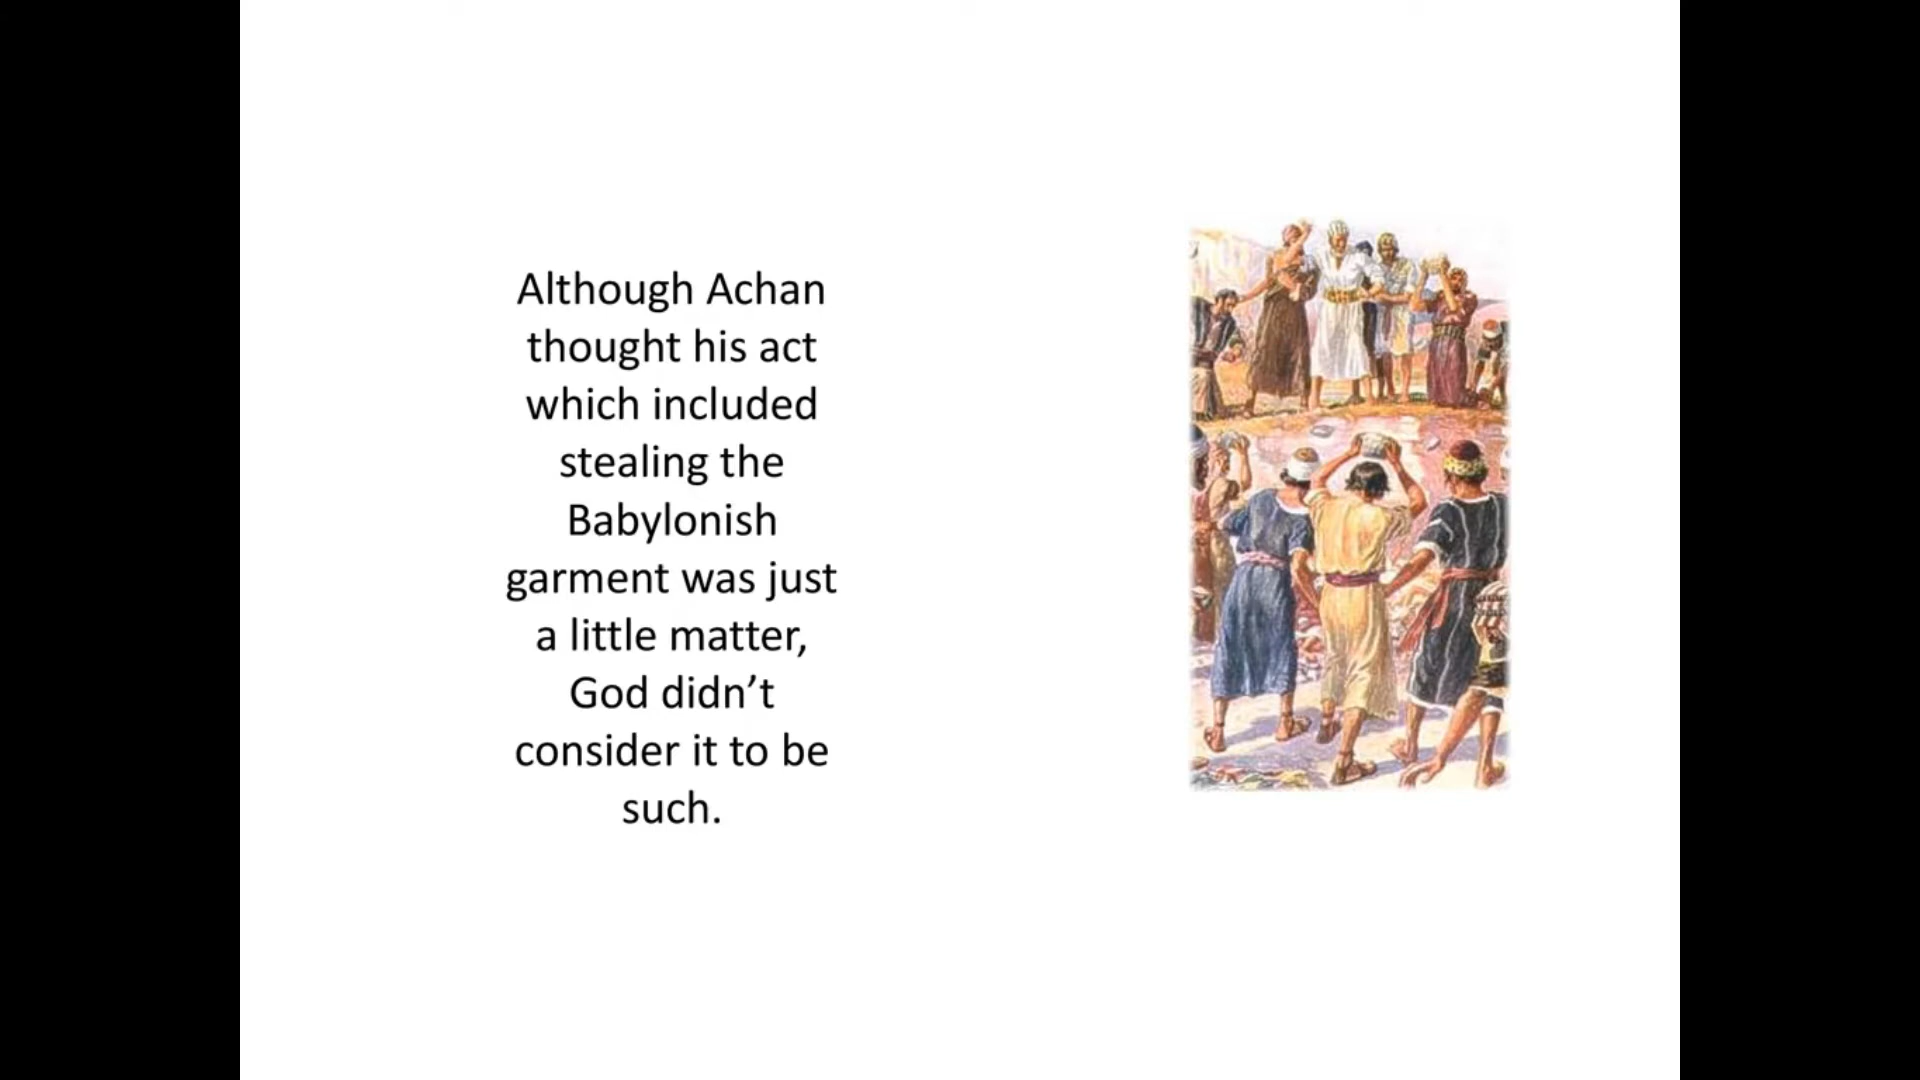 Although Achan
thought his act
which included
stealing the
Babylonish
garment was just
a little matter,
God didn’t
consider it to be
such.